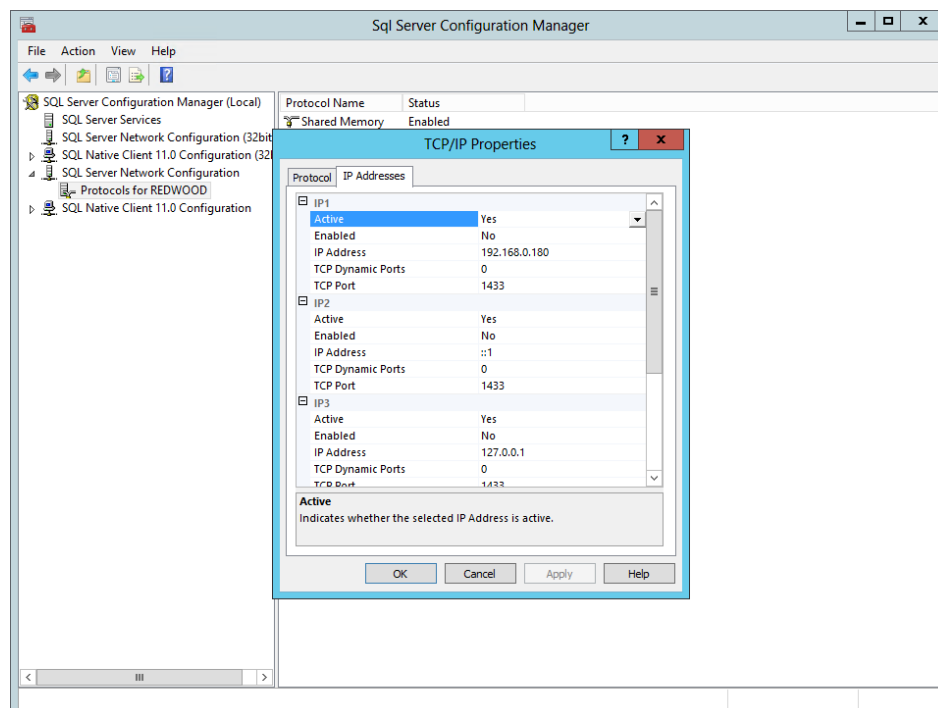 Sql Server Configuration Manager
File Action View Help
SQL Server Configuration Manager (Local)
SQL Server Services
SQL Server Network Configuration (32bit
SQL Native Client 11.0 Configuration (32
SQL Server Network Configuration
Protocols for REDWOOD
SQL Native Client 11.0 Configuration
Protocol Name Status
Shared Memory Enabled
TCP/IP Properties
Protocol IP Addresses
IP1
Active Yes
Enabled No
IP Address 192.168.0.180
TCP Dynamic Ports 0
TCP Port 1433
IP2
Active Yes
Enabled No
IP Address ::1
TCP Dynamic Ports 0
TCP Port 1433
IP3
Active Yes
Enabled No
IP Address 127.0.0.1
TCP Dynamic Ports 0
TCP Port 1433
Active
Indicates whether the selected IP Address is active.
OK Cancel Apply Help